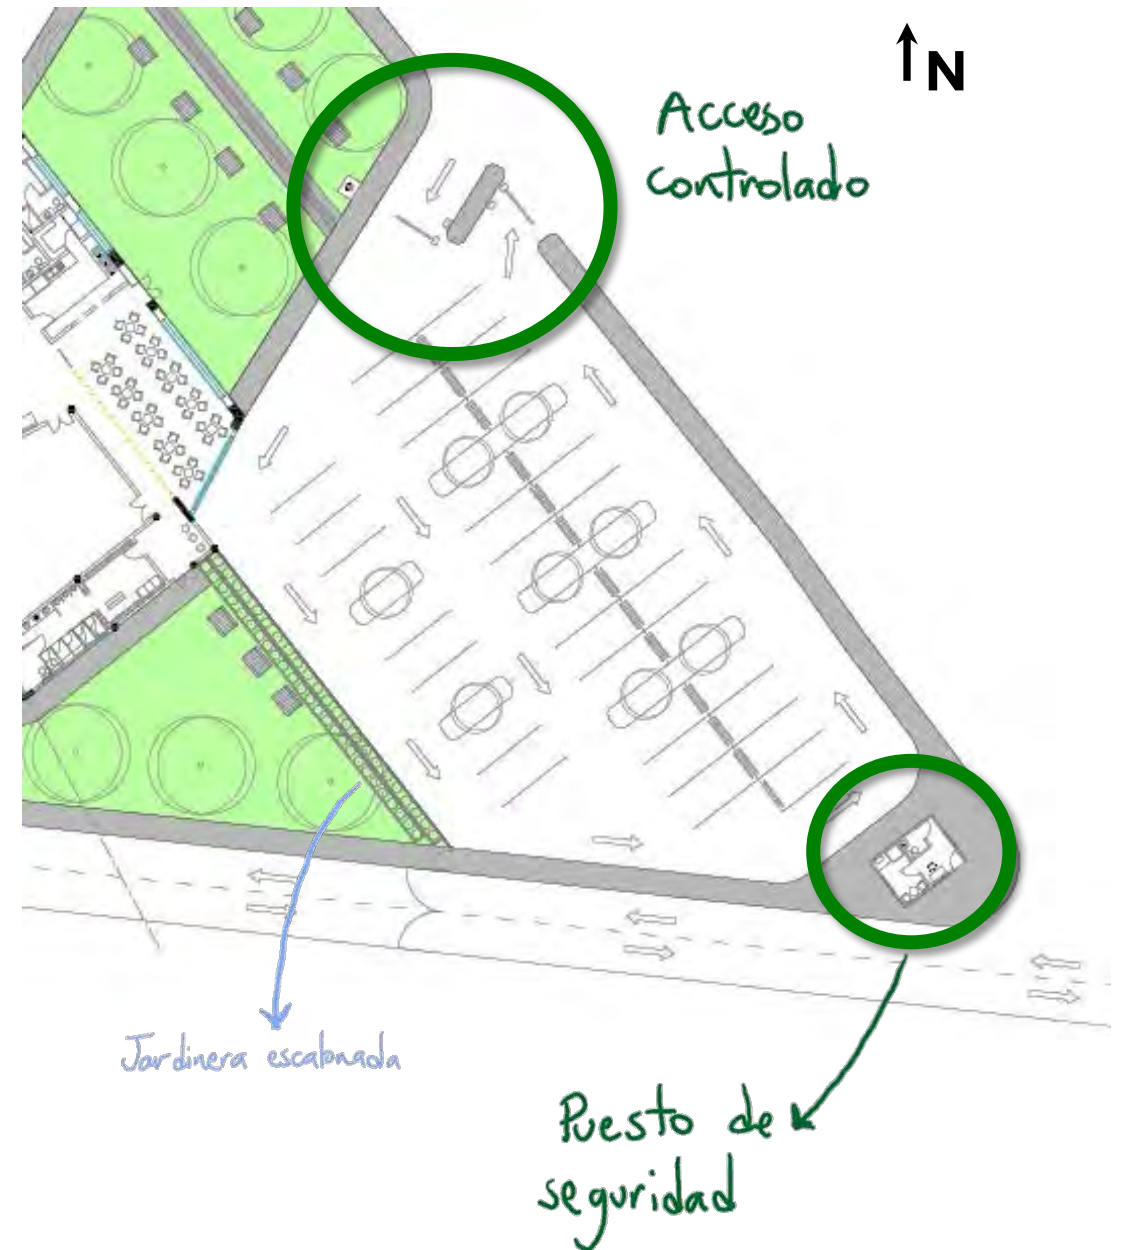 N
Acceso
controlado
Jardinera escalonada
Puesto de
seguridad